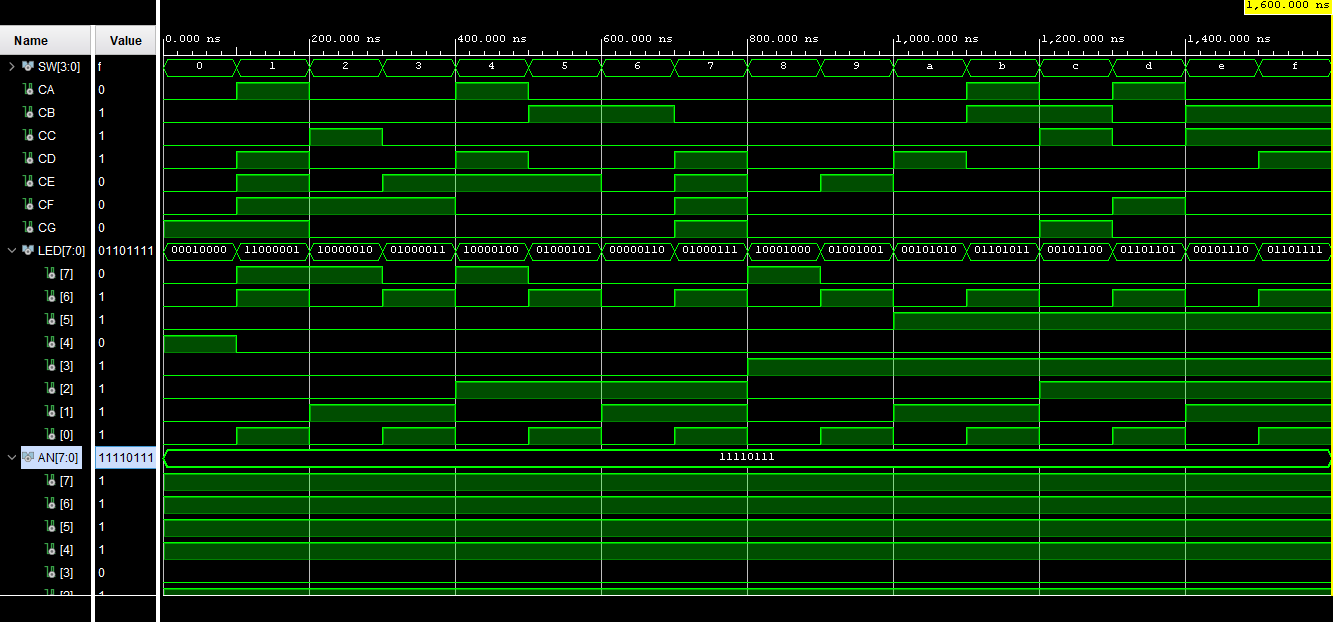 1,600.000 ns
Name Value 0.000 ns 200.000 ns 400.000 ns 600.000 ns 800.000 ns 1,000.000 ns 1,200.000 ns 1,400.000 ns
SW[3:0] f 0 1 2 3 4 5 6 7 8 9 a b c d e f
CA 0
CB 1
CC 1
CD 1
CE 0
CF 0
CG 0
LED[7:0] 01101111 00010000 11000001 10000010 01000011 10000100 01000101 00000110 01000111 10001000 01001001 00101010 01101011 00101100 01101101 00101110 01101111
[7] 0
[6] 1
[5] 1
[4] 0
[3] 1
[2] 1
[1] 1
[0] 1
AN[7:0] 11110111 11110111
[7] 1
[6] 1
[5] 1
[4] 1
[3] 0
[2] 1